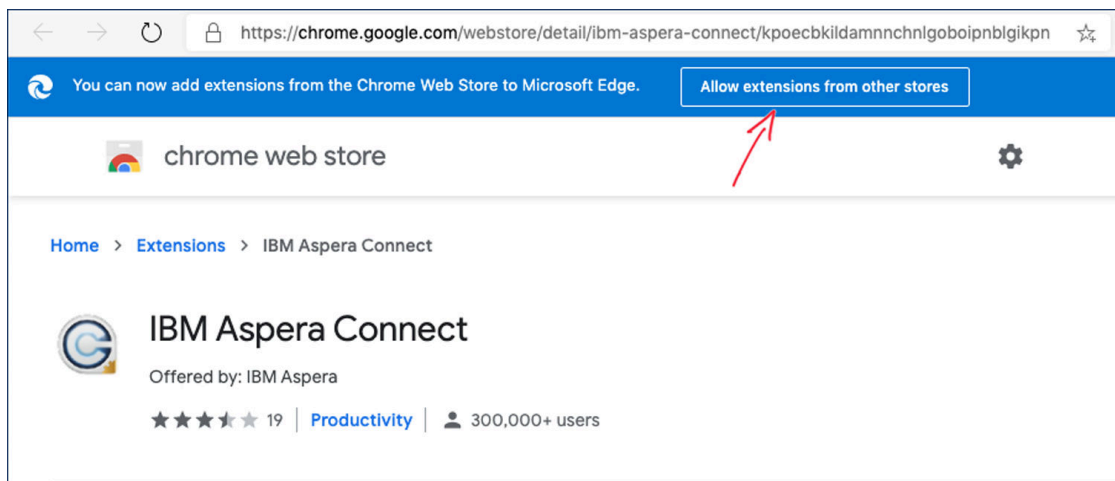 https://chrome.google.com/webstore/detail/ibm-aspera-connect/kpoecbkildamnnchnlgoboipnblgikpn
You can now add extensions from the Chrome Web Store to Microsoft Edge. Allow extensions from other stores
chrome web store
Home > Extensions > IBM Aspera Connect
IBM Aspera Connect
Offered by: IBM Aspera
19 | Productivity | 300,000+ users